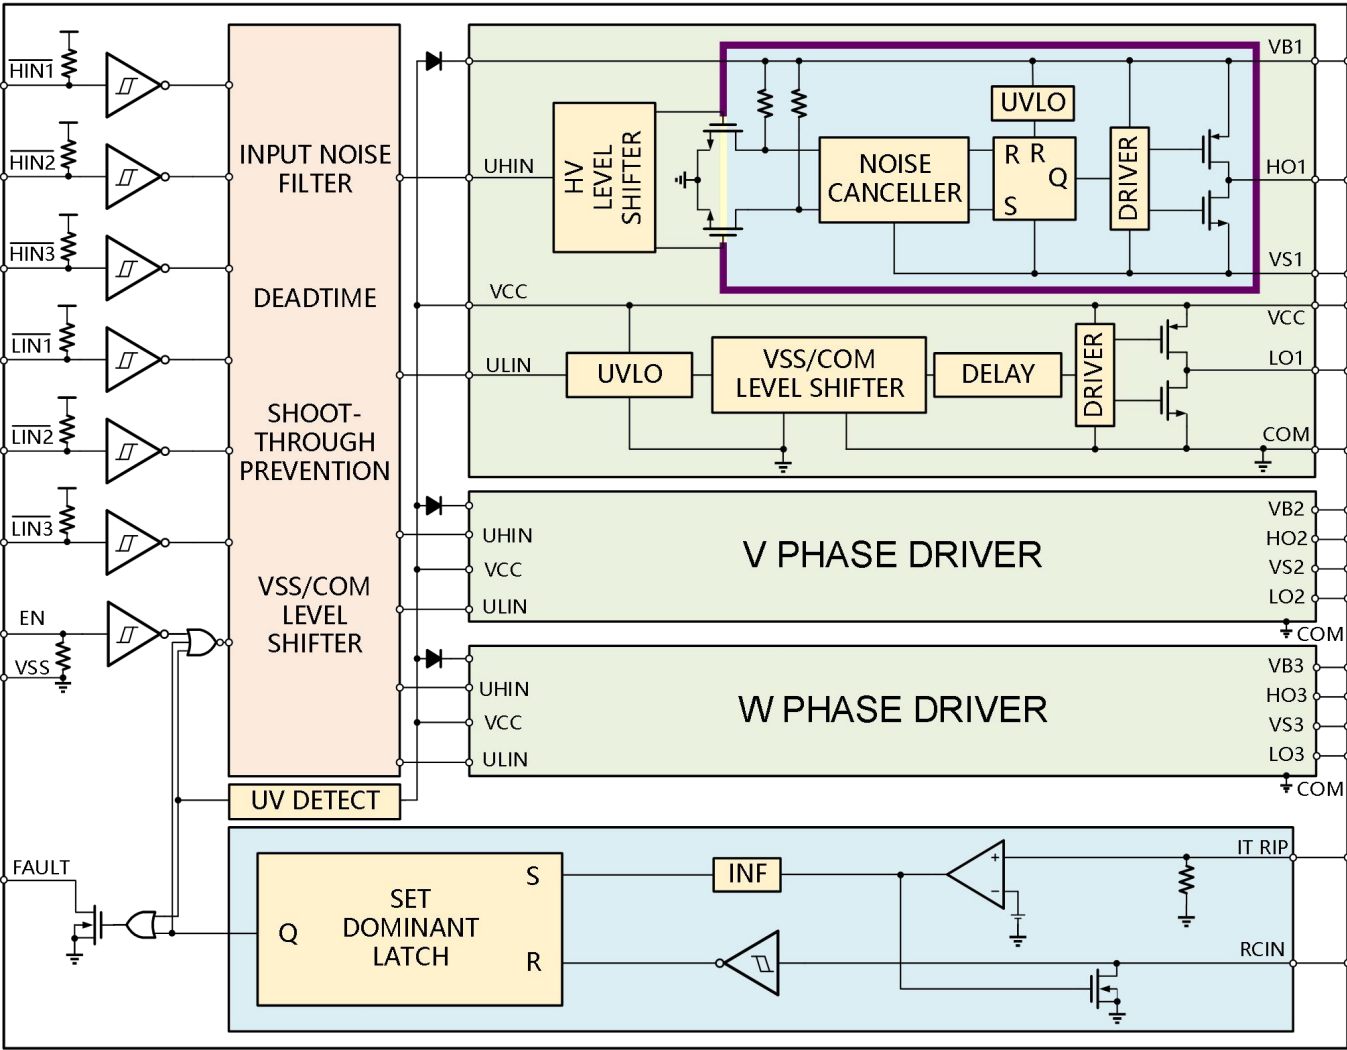 HIN1
HIN2
HIN3
LIN1
LIN2
LIN3
EN
VSS
FAULT
INPUT NOISE
FILTER
DEADTIME
SHOOT-
THROUGH
PREVENTION
VSS/COM
LEVEL
SHIFTER
UV DETECT
UHIN
HV
LEVEL
SHIFTER
NOISE
CANCELLER
UVLO
R R
Q
S
DRIVER
VB1
HO1
VS1
VCC
VCC
ULIN
UVLO
VSS/COM
LEVEL SHIFTER
DELAY
DRIVER
LO1
COM
UHIN
VCC
ULIN
V PHASE DRIVER
VB2
HO2
VS2
LO2
COM
UHIN
VCC
ULIN
W PHASE DRIVER
VB3
HO3
VS3
LO3
COM
SET
DOMINANT
LATCH
Q
S
R
INF
+
-
IT RIP
RCIN